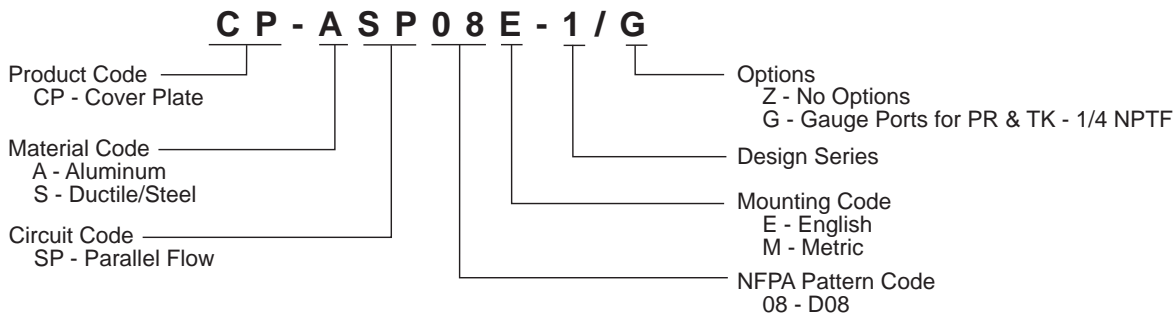 CP-ASP08E-1/G
Product Code
CP - Cover Plate
Material Code
A - Aluminum
S - Ductile/Steel
Circuit Code
SP - Parallel Flow
Options
Z - No Options
G - Gauge Ports for PR & TK - 1/4 NPTF
Design Series
Mounting Code
E - English
M - Metric
NFPA Pattern Code
08 - D08